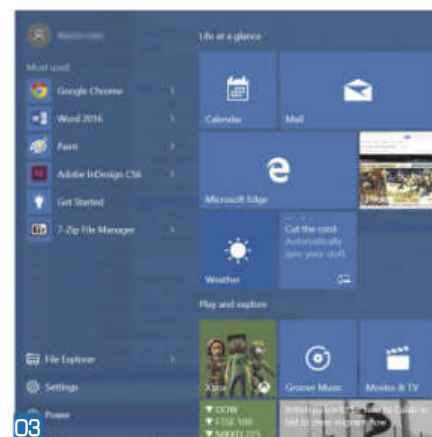 Most used
Google Chrome
Word 2016
Paint
Adobe InDesign CS6
Get Started
7-Zip File Manager
File Explorer
Settings
Power
Life at a glance
Calendar
Mail
Microsoft Edge
Weather
Cut the cord
Automatically
sync your stuff.
Play and explore
Xbox
Groove Music
Movies & TV
DOW
FTSE 100
NIKKEI 225
03